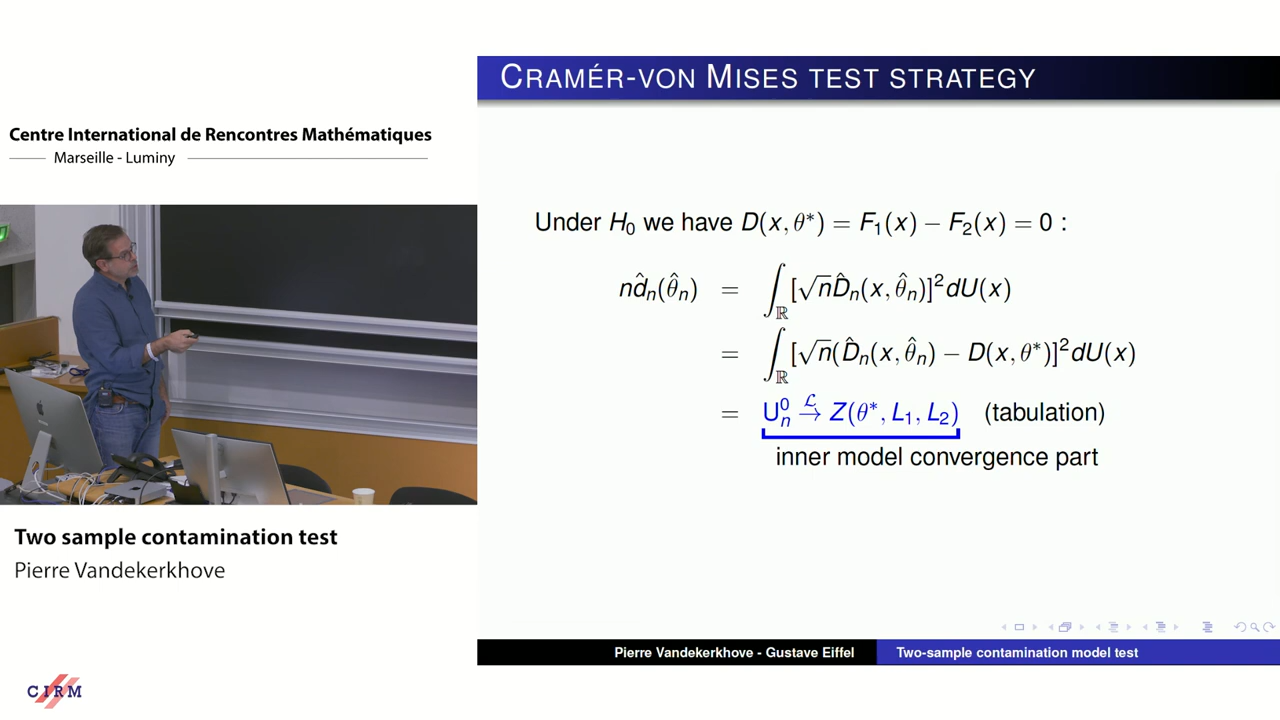 Centre International de Rencontres Mathématiques
Marseille - Luminy
Two sample contamination test
Pierre Vandekerkhove
CIRM
CRAMÉR-VON MISES TEST STRATEGY
Under H₀ we have D(x, θ*) = F₁(x) − F₂(x) = 0 :
nd̂ₙ(θ̂ₙ) = ∫_ℝ [√n D̂ₙ(x, θ̂ₙ)]² dU(x)
= ∫_ℝ [√n(D̂ₙ(x, θ̂ₙ) − D(x, θ*)]² dU(x)
= U⁰ₙ →^ℒ Z(θ*, L₁, L₂) (tabulation)
inner model convergence part
Pierre Vandekerkhove - Gustave Eiffel
Two-sample contamination model test